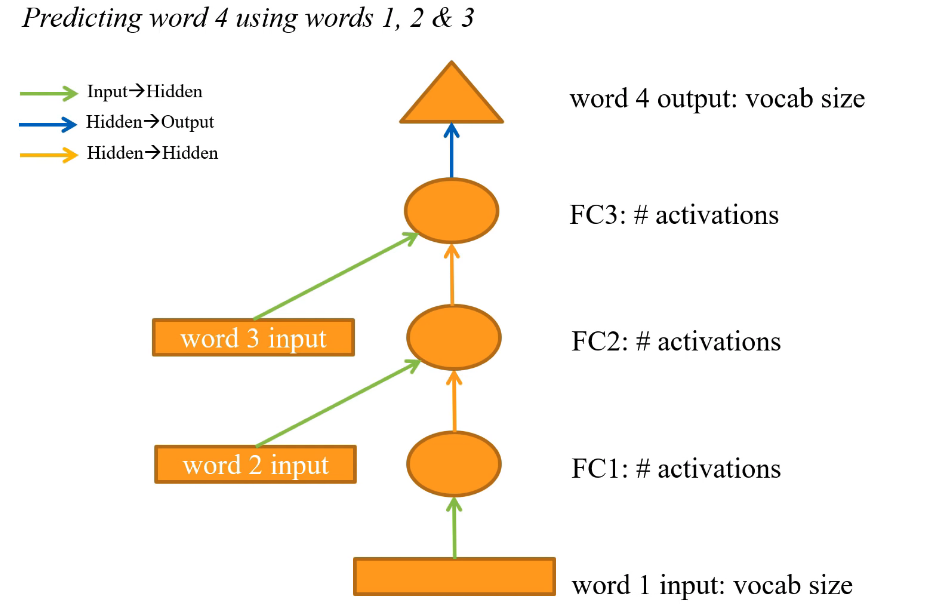 Predicting word 4 using words 1, 2 & 3
Input→Hidden
Hidden→Output
Hidden→Hidden
word 4 output: vocab size
FC3: # activations
word 3 input
FC2: # activations
word 2 input
FC1: # activations
word 1 input: vocab size